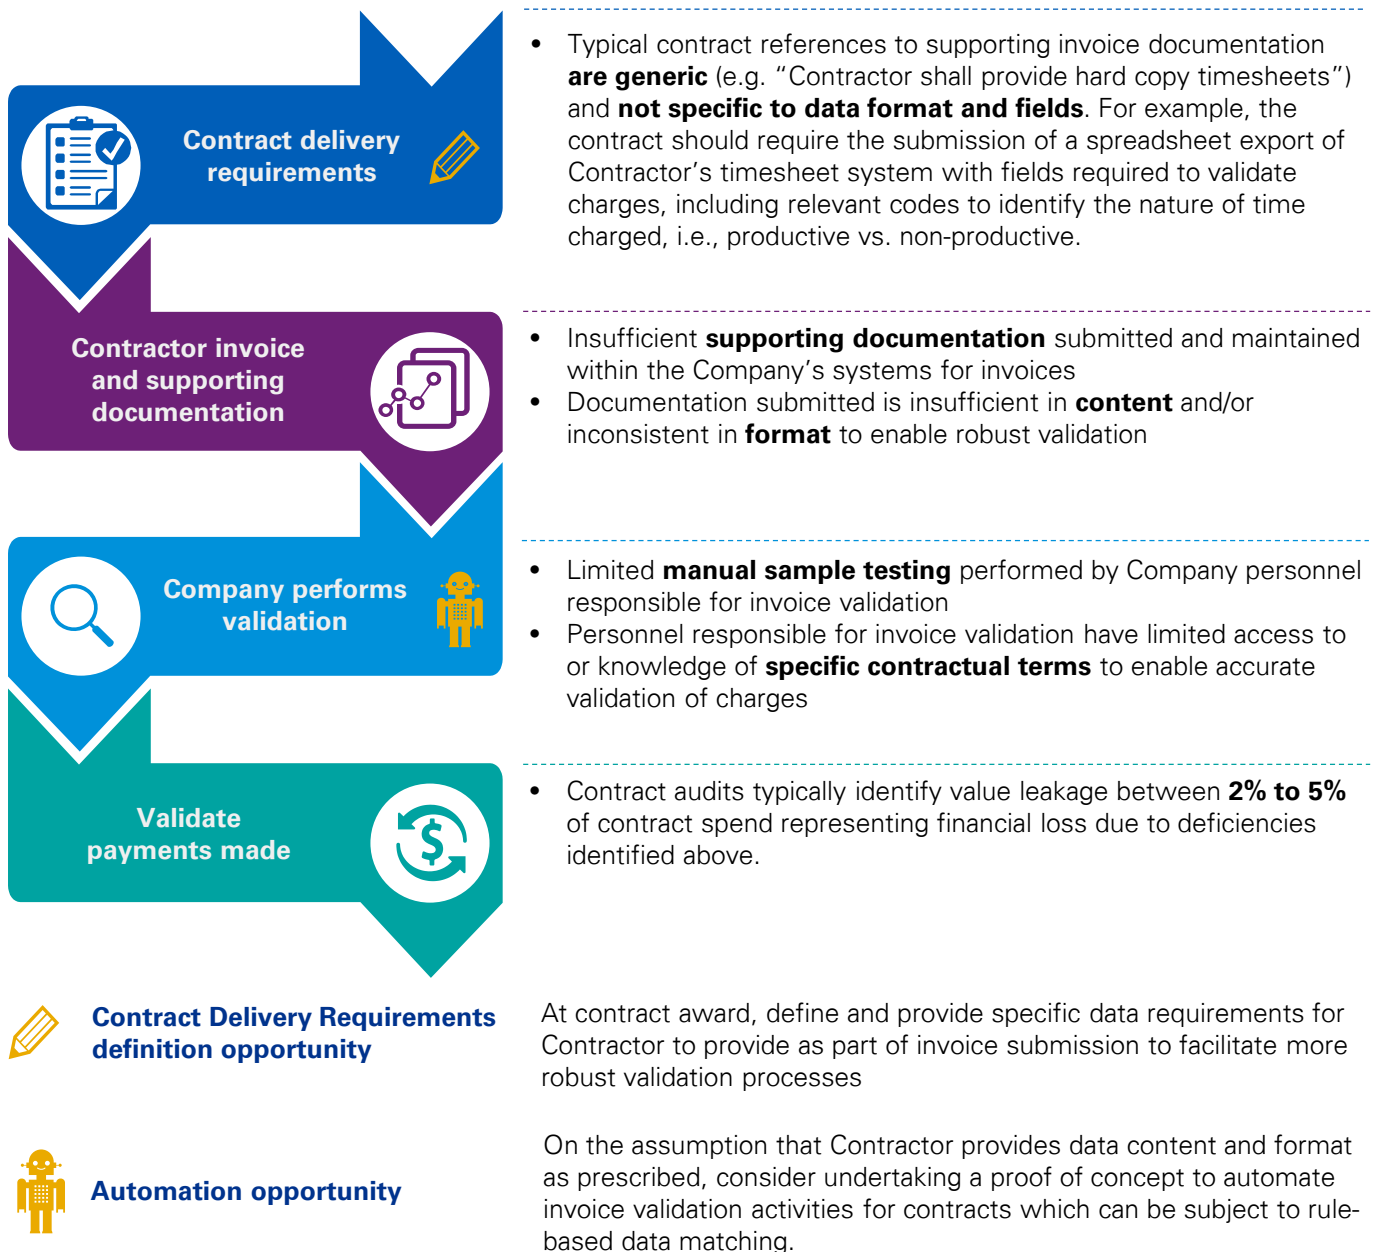 Contract delivery
requirements
• Typical contract references to supporting invoice documentation
are generic (e.g. “Contractor shall provide hard copy timesheets”)
and not specific to data format and fields. For example, the
contract should require the submission of a spreadsheet export of
Contractor’s timesheet system with fields required to validate
charges, including relevant codes to identify the nature of time
charged, i.e., productive vs. non-productive.
Contractor invoice
and supporting
documentation
• Insufficient supporting documentation submitted and maintained
within the Company’s systems for invoices
• Documentation submitted is insufficient in content and/or
inconsistent in format to enable robust validation
Company performs
validation
• Limited manual sample testing performed by Company personnel
responsible for invoice validation
• Personnel responsible for invoice validation have limited access to
or knowledge of specific contractual terms to enable accurate
validation of charges
Validate
payments made
$
• Contract audits typically identify value leakage between 2% to 5%
of contract spend representing financial loss due to deficiencies
identified above.
Contract Delivery Requirements
definition opportunity
At contract award, define and provide specific data requirements for
Contractor to provide as part of invoice submission to facilitate more
robust validation processes
Automation opportunity
On the assumption that Contractor provides data content and format
as prescribed, consider undertaking a proof of concept to automate
invoice validation activities for contracts which can be subject to rule-
based data matching.